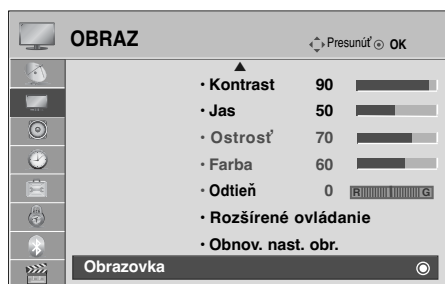 OBRAZ Presunúť OK
• Kontrast 90
• Jas 50
• Ostrosť 70
• Farba 60
• Odtieň 0 R G
• Rozšírené ovládanie
• Obnov. nast. obr.
Obrazovka